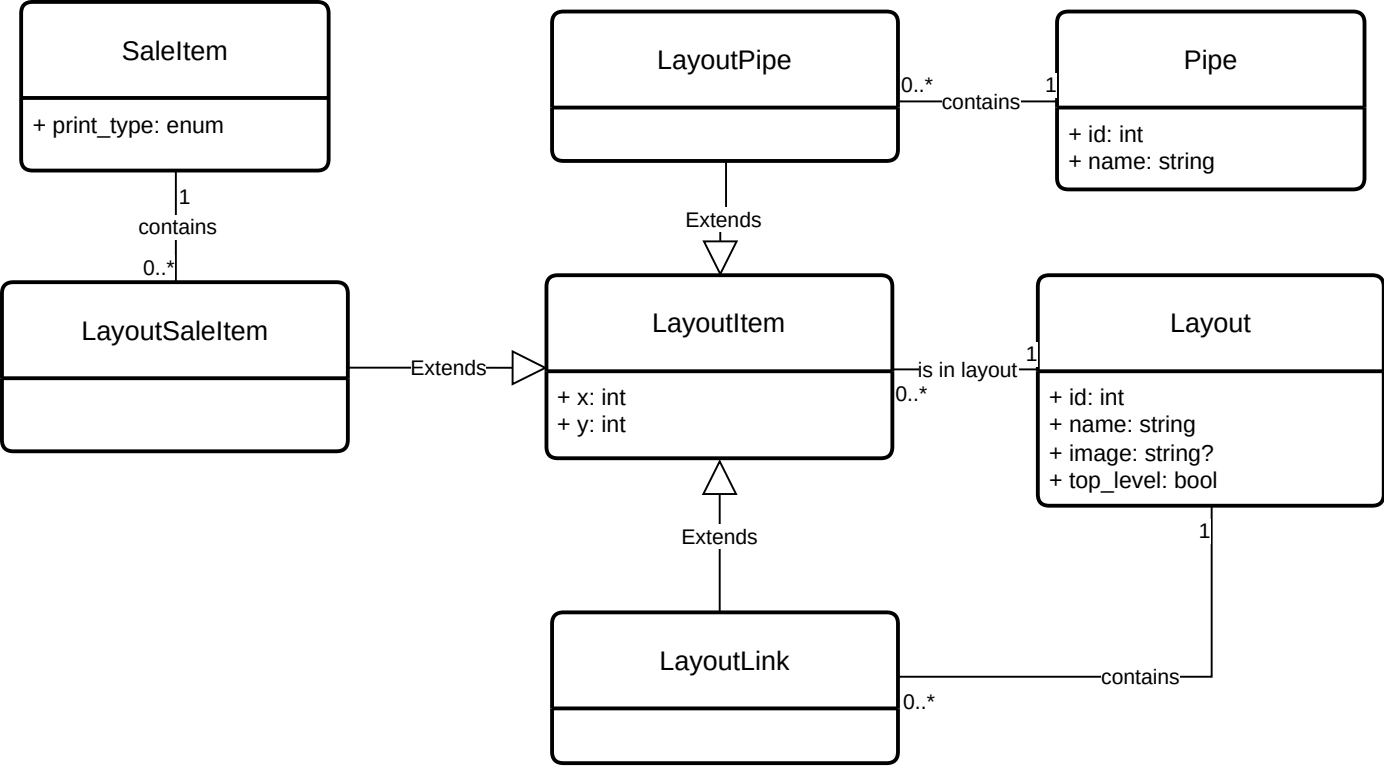 SaleItem
+ print_type: enum
1
contains
0..*
LayoutSaleItem
Extends
LayoutPipe
0..*
contains
1
Pipe
+ id: int
+ name: string
Extends
LayoutItem
+ x: int
+ y: int
is in layout
1
0..*
Layout
+ id: int
+ name: string
+ image: string?
+ top_level: bool
1
Extends
LayoutLink
contains
0..*